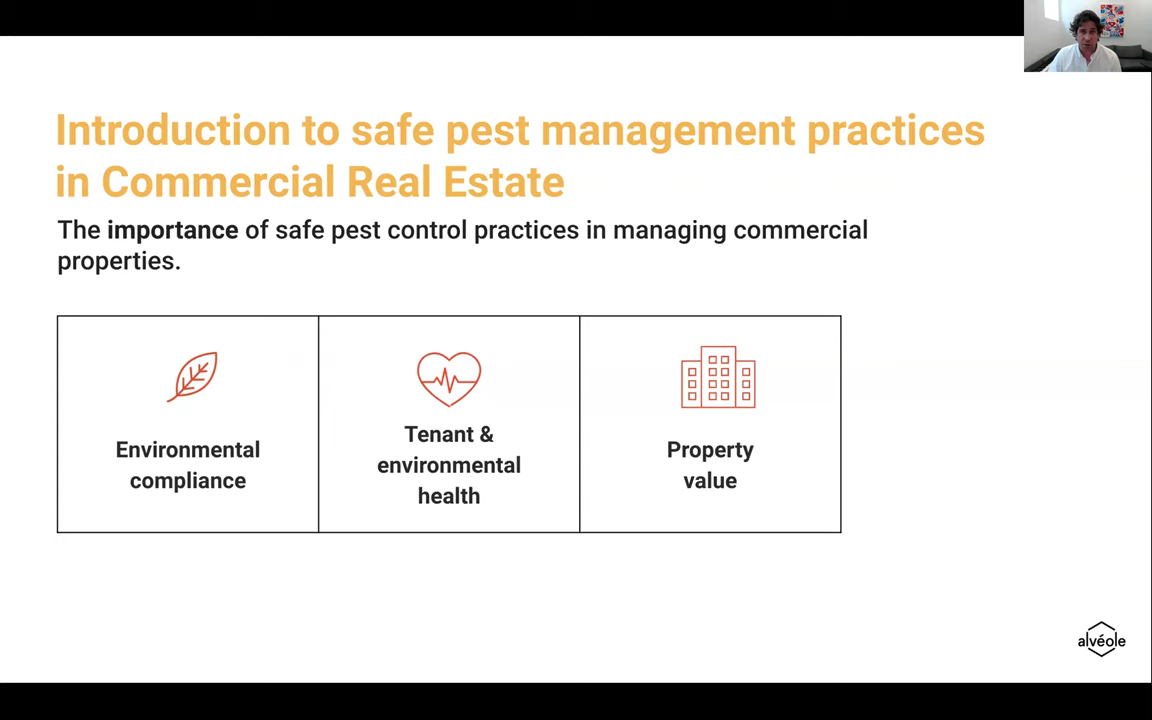 Introduction to safe pest management practices
in Commercial Real Estate
The importance of safe pest control practices in managing commercial
properties.
Environmental
compliance
Tenant &
environmental
health
Property
value
alvéole